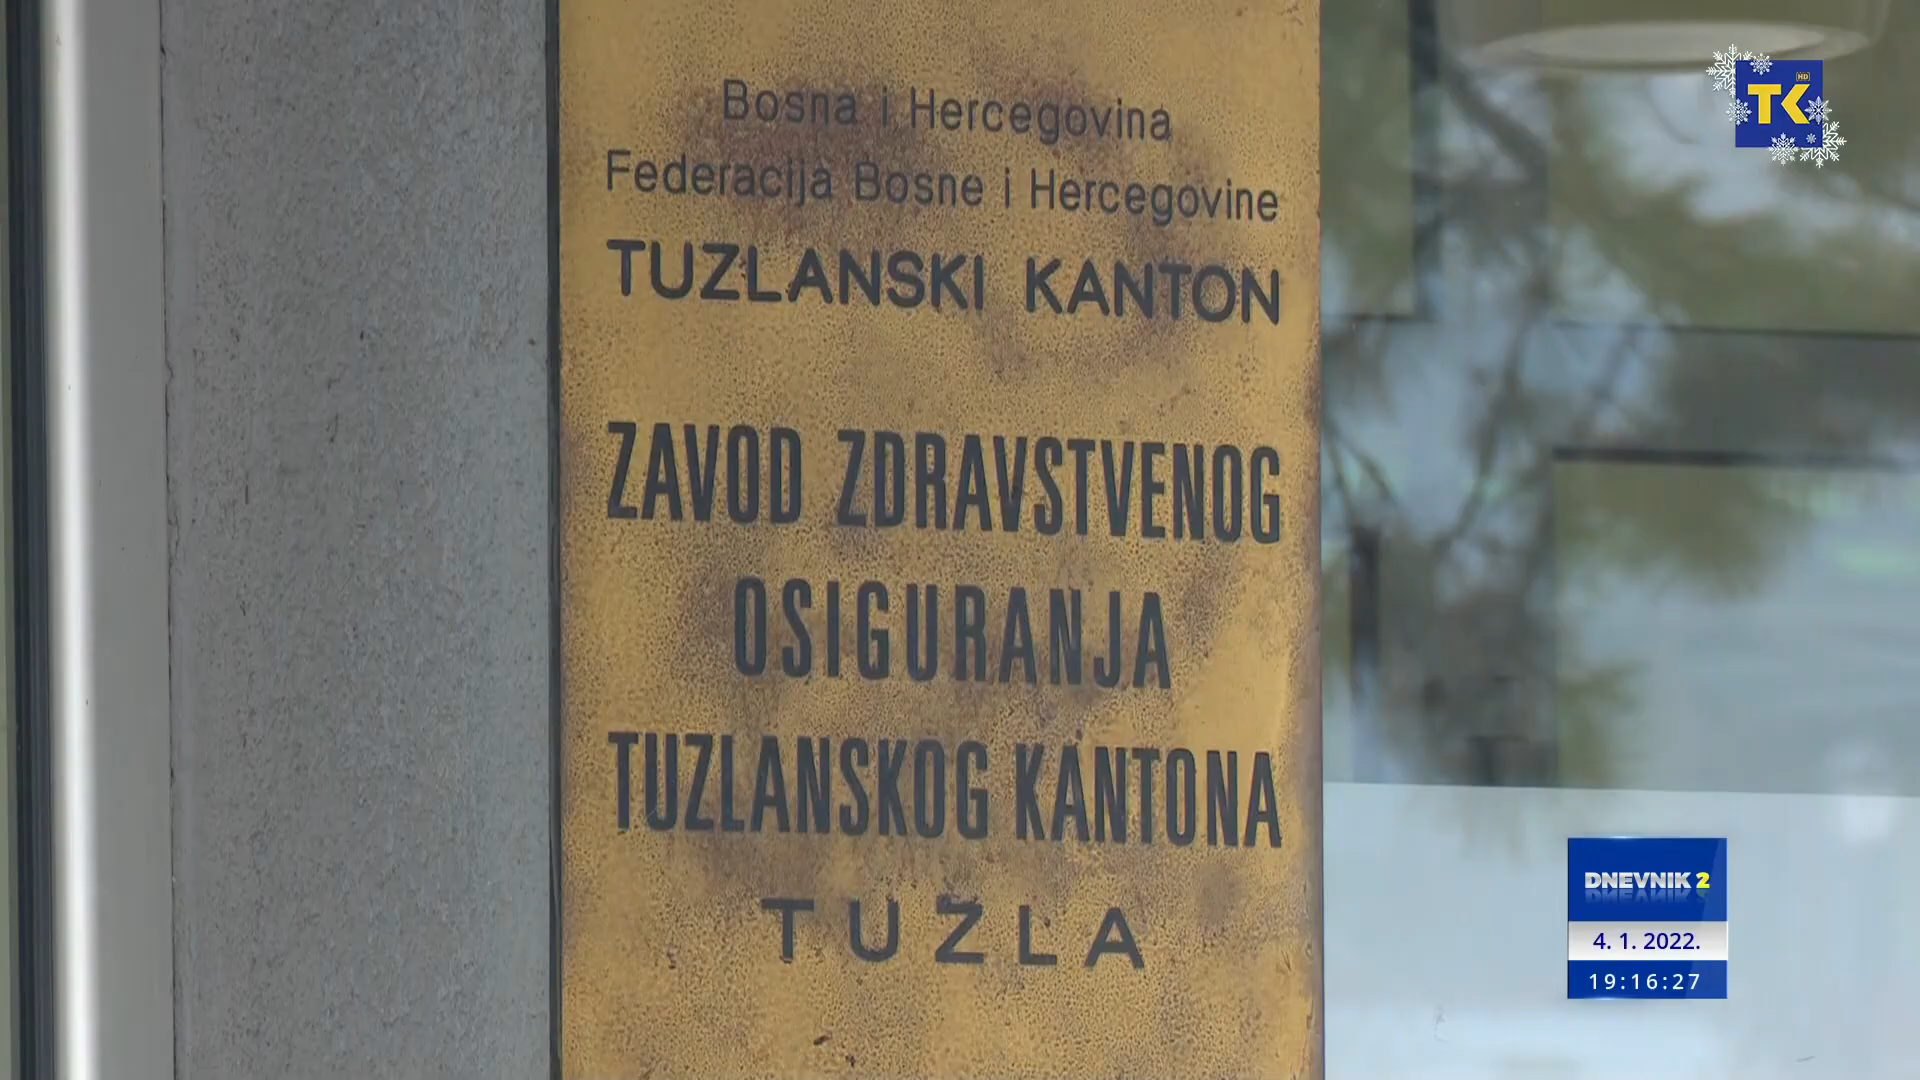 Bosna i Hercegovina
Federacija Bosne i Hercegovine
TUZLANSKI KANTON
ZAVOD ZDRAVSTVENOG
OSIGURANJA
TUZLANSKOG KANTONA
TUZLA
TK HD
DNEVNIK 2
4. 1. 2022.
19:16:27